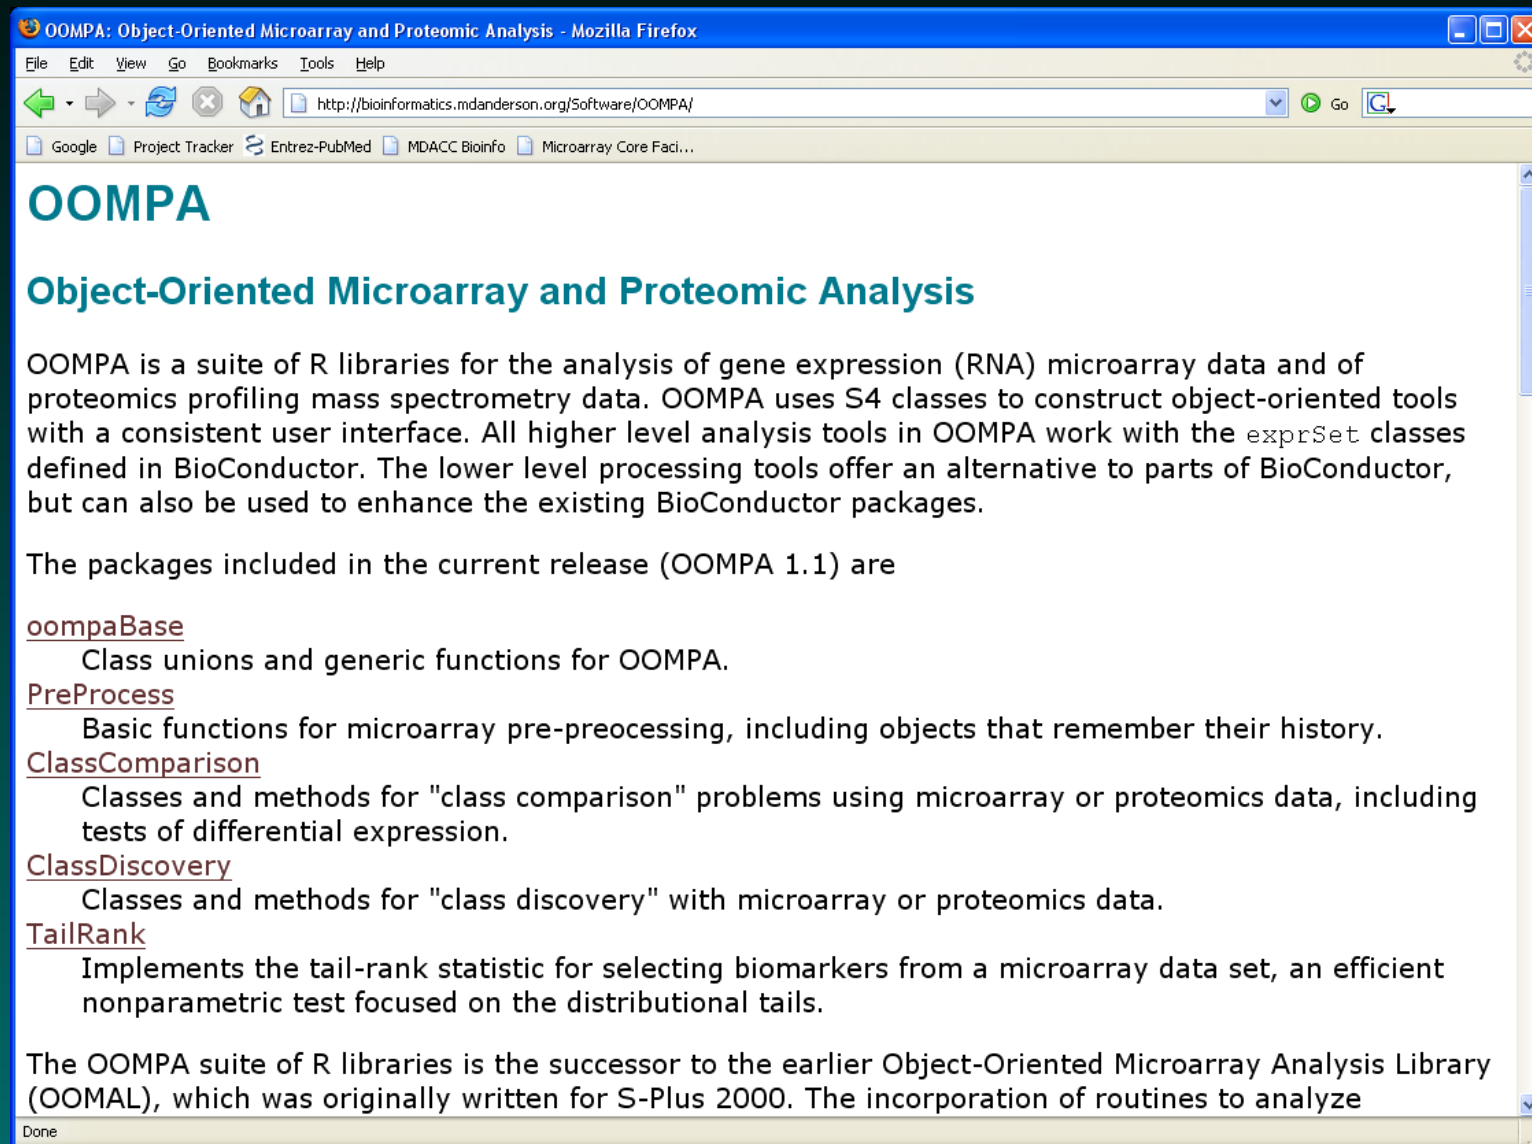 OOMPA: Object-Oriented Microarray and Proteomic Analysis - Mozilla Firefox
File Edit View Go Bookmarks Tools Help
http://bioinformatics.mdanderson.org/Software/OOMPA/ Go G
Google Project Tracker Entrez-PubMed MDACC Bioinfo Microarray Core Faci...
OOMPA
Object-Oriented Microarray and Proteomic Analysis
OOMPA is a suite of R libraries for the analysis of gene expression (RNA) microarray data and of
proteomics profiling mass spectrometry data. OOMPA uses S4 classes to construct object-oriented tools
with a consistent user interface. All higher level analysis tools in OOMPA work with the exprSet classes
defined in BioConductor. The lower level processing tools offer an alternative to parts of BioConductor,
but can also be used to enhance the existing BioConductor packages.
The packages included in the current release (OOMPA 1.1) are
oompaBase
Class unions and generic functions for OOMPA.
PreProcess
Basic functions for microarray pre-preocessing, including objects that remember their history.
ClassComparison
Classes and methods for "class comparison" problems using microarray or proteomics data, including
tests of differential expression.
ClassDiscovery
Classes and methods for "class discovery" with microarray or proteomics data.
TailRank
Implements the tail-rank statistic for selecting biomarkers from a microarray data set, an efficient
nonparametric test focused on the distributional tails.
The OOMPA suite of R libraries is the successor to the earlier Object-Oriented Microarray Analysis Library
(OOMAL), which was originally written for S-Plus 2000. The incorporation of routines to analyze
Done